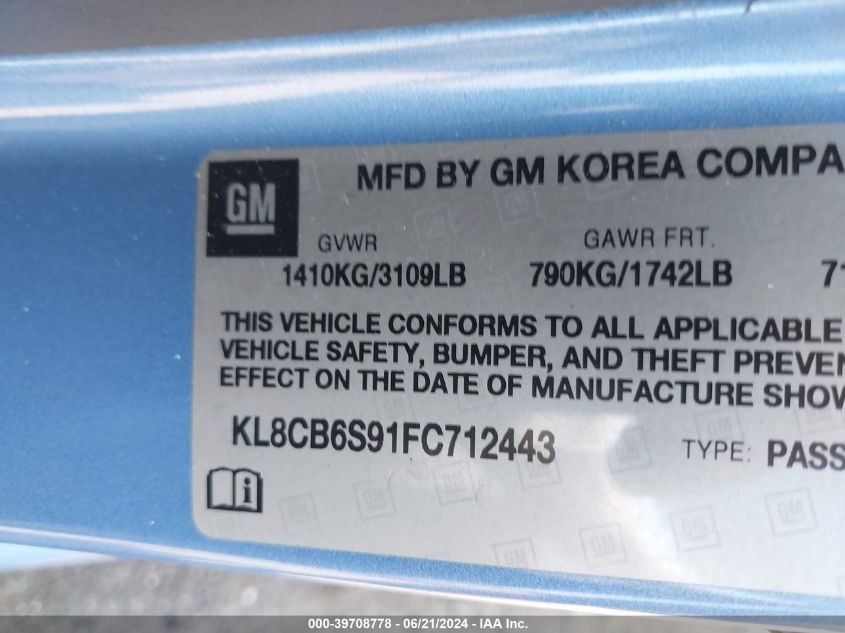 MFD BY GM KOREA COMPA
GM
GVWR GAWR FRT.
1410KG/3109LB 790KG/1742LB 71
THIS VEHICLE CONFORMS TO ALL APPLICABLE
VEHICLE SAFETY, BUMPER, AND THEFT PREVEN
EFFECT ON THE DATE OF MANUFACTURE SHOW
KL8CB6S91FC712443 TYPE: PASS
000-39708778 - 06/21/2024 - IAA Inc.